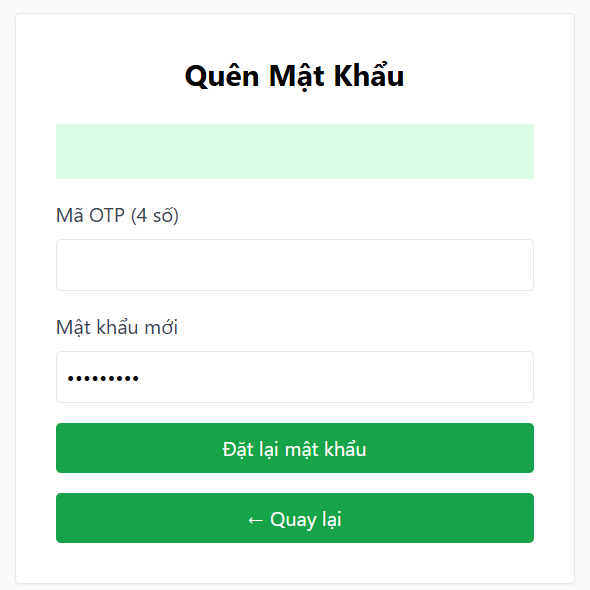 Quên Mật Khẩu
Mã OTP (4 số)
Mật khẩu mới
•••••••••
Đặt lại mật khẩu
← Quay lại